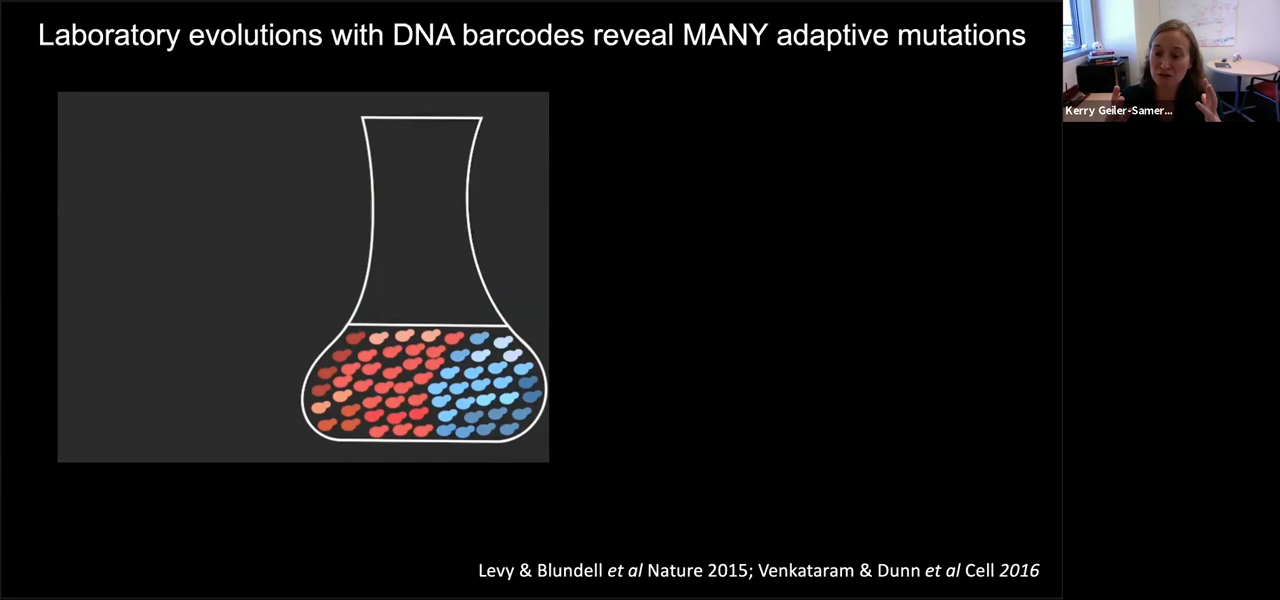 Laboratory evolutions with DNA barcodes reveal MANY adaptive mutations
Kerry Geiler-Samer...
Levy & Blundell et al Nature 2015; Venkataram & Dunn et al Cell 2016